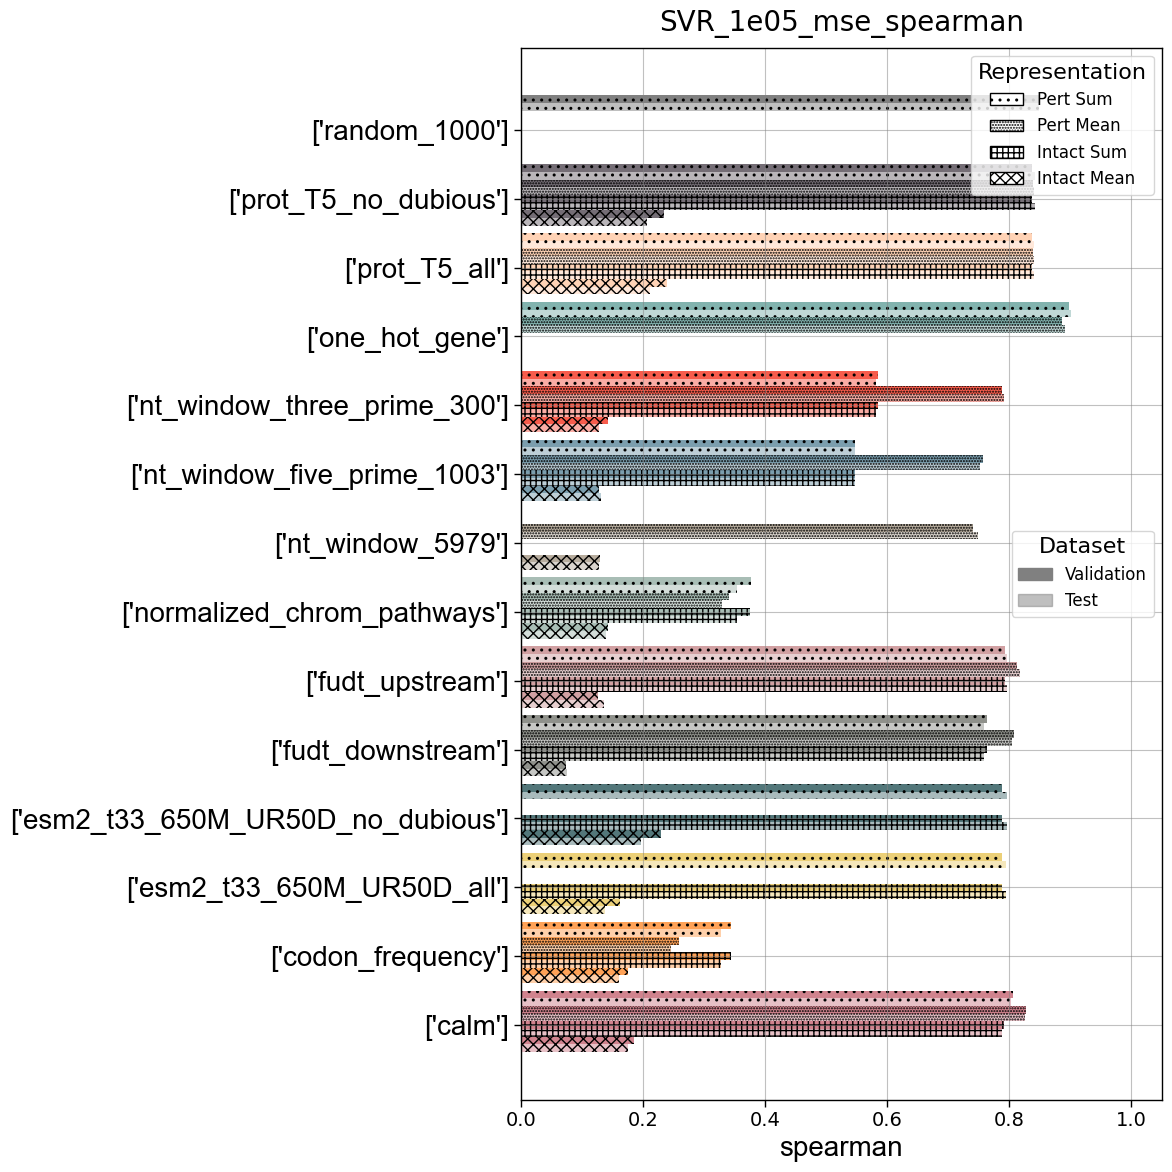 SVR_1e05_mse_spearman
Representation
Pert Sum
Pert Mean
Intact Sum
Intact Mean
['random_1000']
['prot_T5_no_dubious']
['prot_T5_all']
['one_hot_gene']
['nt_window_three_prime_300']
['nt_window_five_prime_1003']
['nt_window_5979']
Dataset
Validation
Test
['normalized_chrom_pathways']
['fudt_upstream']
['fudt_downstream']
['esm2_t33_650M_UR50D_no_dubious']
['esm2_t33_650M_UR50D_all']
['codon_frequency']
['calm']
0.0 0.2 0.4 0.6 0.8 1.0
spearman